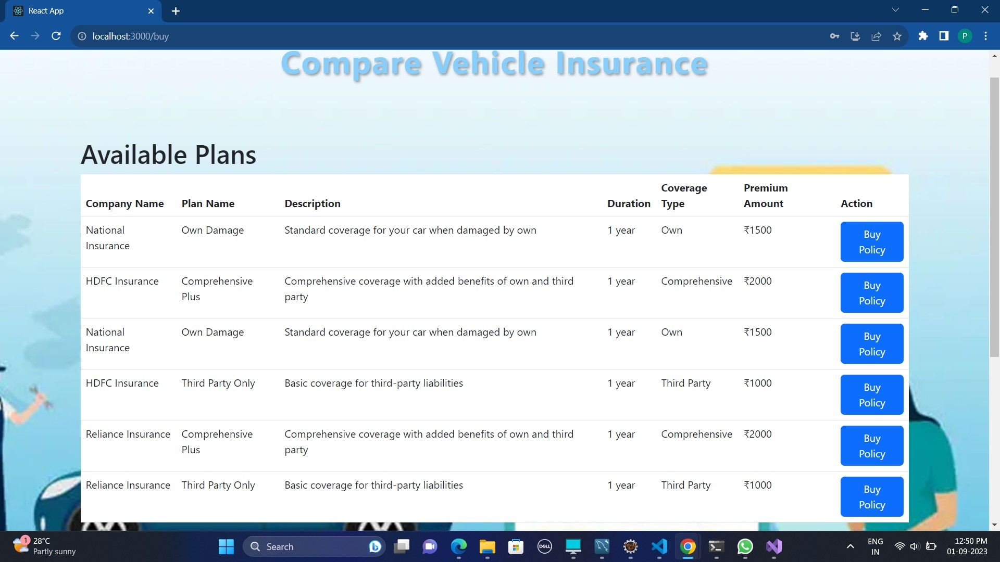 React App
localhost:3000/buy
P
Compare Vehicle Insurance
Available Plans
Company Name Plan Name Description Duration Coverage Type Premium Amount Action
National Insurance Own Damage Standard coverage for your car when damaged by own 1 year Own ₹1500 Buy Policy
HDFC Insurance Comprehensive Plus Comprehensive coverage with added benefits of own and third party 1 year Comprehensive ₹2000 Buy Policy
National Insurance Own Damage Standard coverage for your car when damaged by own 1 year Own ₹1500 Buy Policy
HDFC Insurance Third Party Only Basic coverage for third-party liabilities 1 year Third Party ₹1000 Buy Policy
Reliance Insurance Comprehensive Plus Comprehensive coverage with added benefits of own and third party 1 year Comprehensive ₹2000 Buy Policy
Reliance Insurance Third Party Only Basic coverage for third-party liabilities 1 year Third Party ₹1000 Buy Policy
1
28°C
Partly sunny
Search
DELL
ENG
IN
12:50 PM
01-09-2023